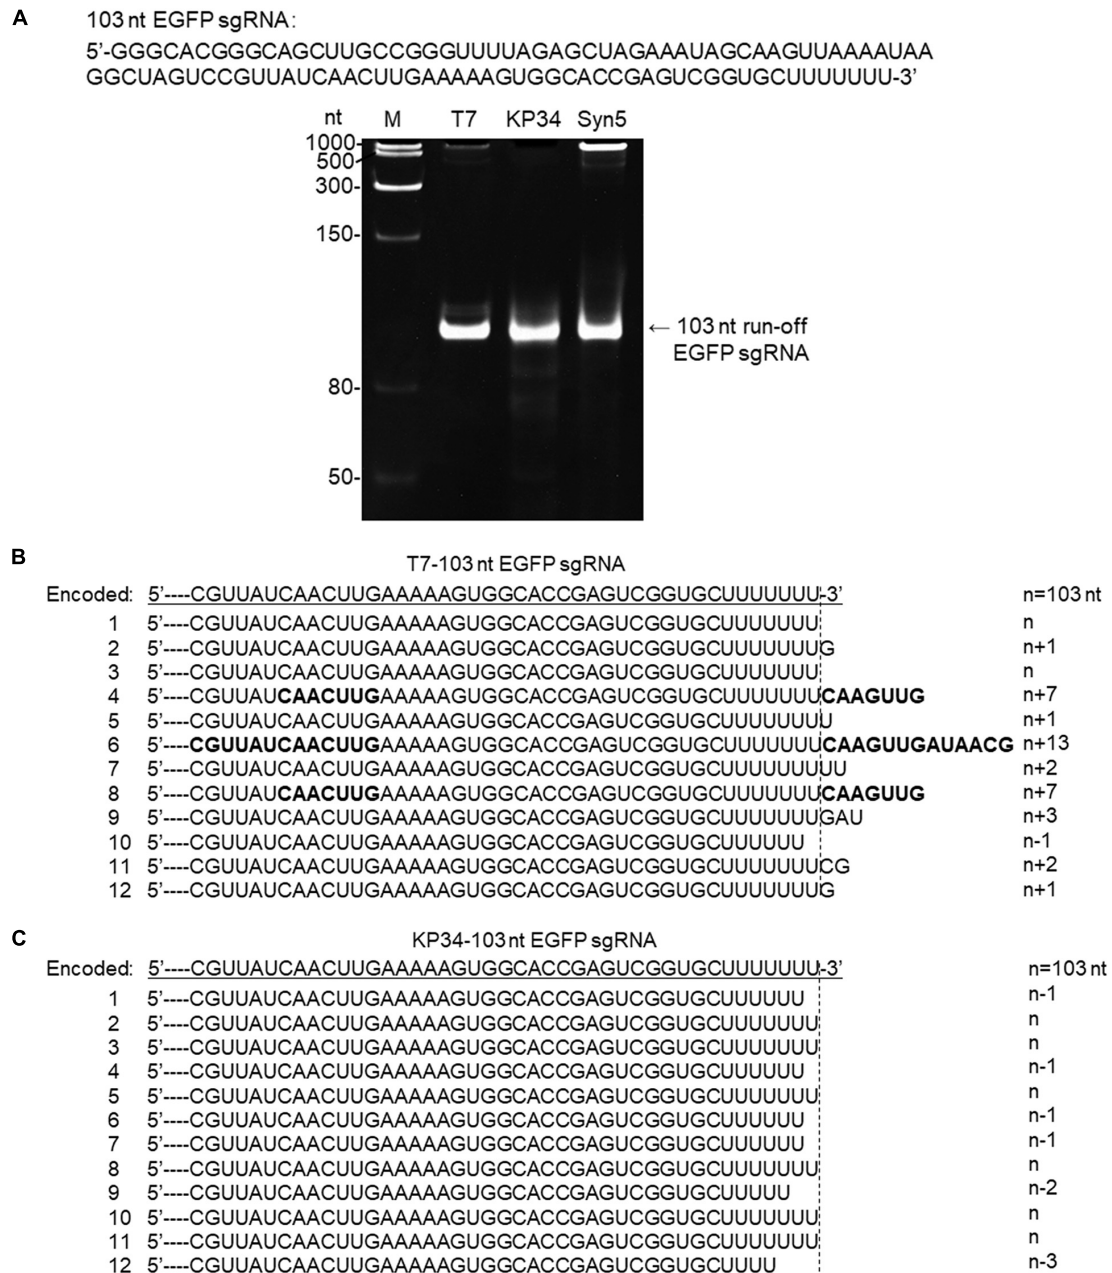 A
103 nt EGFP sgRNA:
5’-GGGCACGGGCAGCUUGCCGGGUUUUAGAGCUAGAAAUAGCAAGUUAAAAUAA
GGCUAGUCCGUUAUCAACUUGAAAAAGUGGCACCGAGUCGGUGCUUUUUUU-3’
nt M T7 KP34 Syn5
1000-
500-
300-
150-
← 103 nt run-off
EGFP sgRNA
80-
50-
B
T7-103 nt EGFP sgRNA
Encoded: 5’----CGUUAUCAACUUGAAAAAGUGGCACCGAGUCGGUGCUUUUUUU-3’ n=103 nt
1 5’----CGUUAUCAACUUGAAAAAGUGGCACCGAGUCGGUGCUUUUUUU n
2 5’----CGUUAUCAACUUGAAAAAGUGGCACCGAGUCGGUGCUUUUUUUG n+1
3 5’----CGUUAUCAACUUGAAAAAGUGGCACCGAGUCGGUGCUUUUUUU n
4 5’----CGUUAUCAACUUGAAAAAGUGGCACCGAGUCGGUGCUUUUUUUCAAGUUG n+7
5 5’----CGUUAUCAACUUGAAAAAGUGGCACCGAGUCGGUGCUUUUUUUU n+1
6 5’----CGUUAUCAACUUGAAAAAGUGGCACCGAGUCGGUGCUUUUUUUCAAGUUGAUAACG n+13
7 5’----CGUUAUCAACUUGAAAAAGUGGCACCGAGUCGGUGCUUUUUUUUU n+2
8 5’----CGUUAUCAACUUGAAAAAGUGGCACCGAGUCGGUGCUUUUUUUCAAGUUG n+7
9 5’----CGUUAUCAACUUGAAAAAGUGGCACCGAGUCGGUGCUUUUUUUGAU n+3
10 5’----CGUUAUCAACUUGAAAAAGUGGCACCGAGUCGGUGCUUUUUU n-1
11 5’----CGUUAUCAACUUGAAAAAGUGGCACCGAGUCGGUGCUUUUUUUCG n+2
12 5’----CGUUAUCAACUUGAAAAAGUGGCACCGAGUCGGUGCUUUUUUUG n+1
C
KP34-103nt EGFP sgRNA
Encoded: 5’----CGUUAUCAACUUGAAAAAGUGGCACCGAGUCGGUGCUUUUUUU-3’ n=103 nt
1 5’----CGUUAUCAACUUGAAAAAGUGGCACCGAGUCGGUGCUUUUUU n-1
2 5’----CGUUAUCAACUUGAAAAAGUGGCACCGAGUCGGUGCUUUUUUU n
3 5’----CGUUAUCAACUUGAAAAAGUGGCACCGAGUCGGUGCUUUUUUU n
4 5’----CGUUAUCAACUUGAAAAAGUGGCACCGAGUCGGUGCUUUUUU n-1
5 5’----CGUUAUCAACUUGAAAAAGUGGCACCGAGUCGGUGCUUUUUUU n
6 5’----CGUUAUCAACUUGAAAAAGUGGCACCGAGUCGGUGCUUUUUU n-1
7 5’----CGUUAUCAACUUGAAAAAGUGGCACCGAGUCGGUGCUUUUUU n-1
8 5’----CGUUAUCAACUUGAAAAAGUGGCACCGAGUCGGUGCUUUUUUU n
9 5’----CGUUAUCAACUUGAAAAAGUGGCACCGAGUCGGUGCUUUUU n-2
10 5’----CGUUAUCAACUUGAAAAAGUGGCACCGAGUCGGUGCUUUUUUU n
11 5’----CGUUAUCAACUUGAAAAAGUGGCACCGAGUCGGUGCUUUUUUU n
12 5’----CGUUAUCAACUUGAAAAAGUGGCACCGAGUCGGUGCUUUU n-3